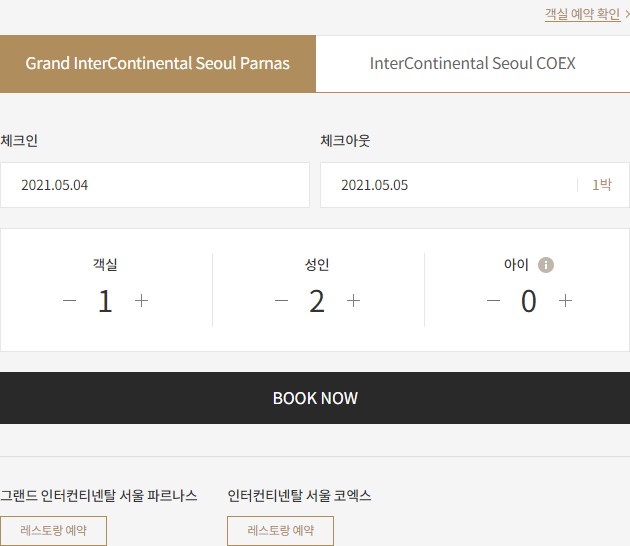 객실 예약 확인
Grand InterContinental Seoul Parnas InterContinental Seoul COEX
체크인 체크아웃
2021.05.04 2021.05.05 1박
객실 성인 아이
1 2 0
BOOK NOW
그랜드 인터컨티넨탈 서울 파르나스 인터컨티넨탈 서울 코엑스
레스토랑 예약 레스토랑 예약